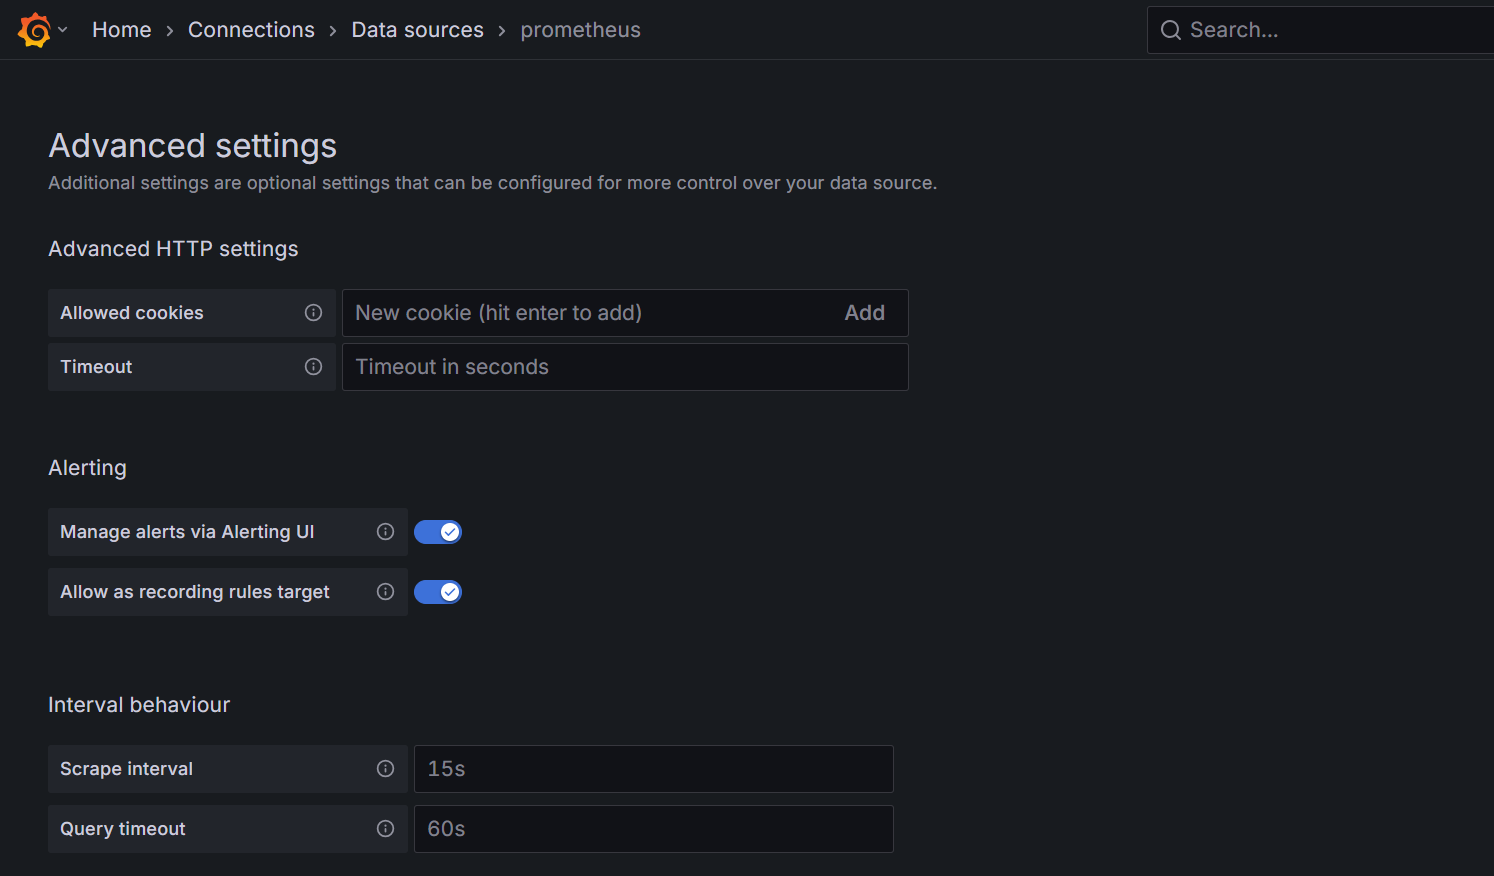 Home › Connections › Data sources › prometheus
Search...
Advanced settings
Additional settings are optional settings that can be configured for more control over your data source.
Advanced HTTP settings
Allowed cookies
New cookie (hit enter to add)
Add
Timeout
Timeout in seconds
Alerting
Manage alerts via Alerting UI
Allow as recording rules target
Interval behaviour
Scrape interval
15s
Query timeout
60s